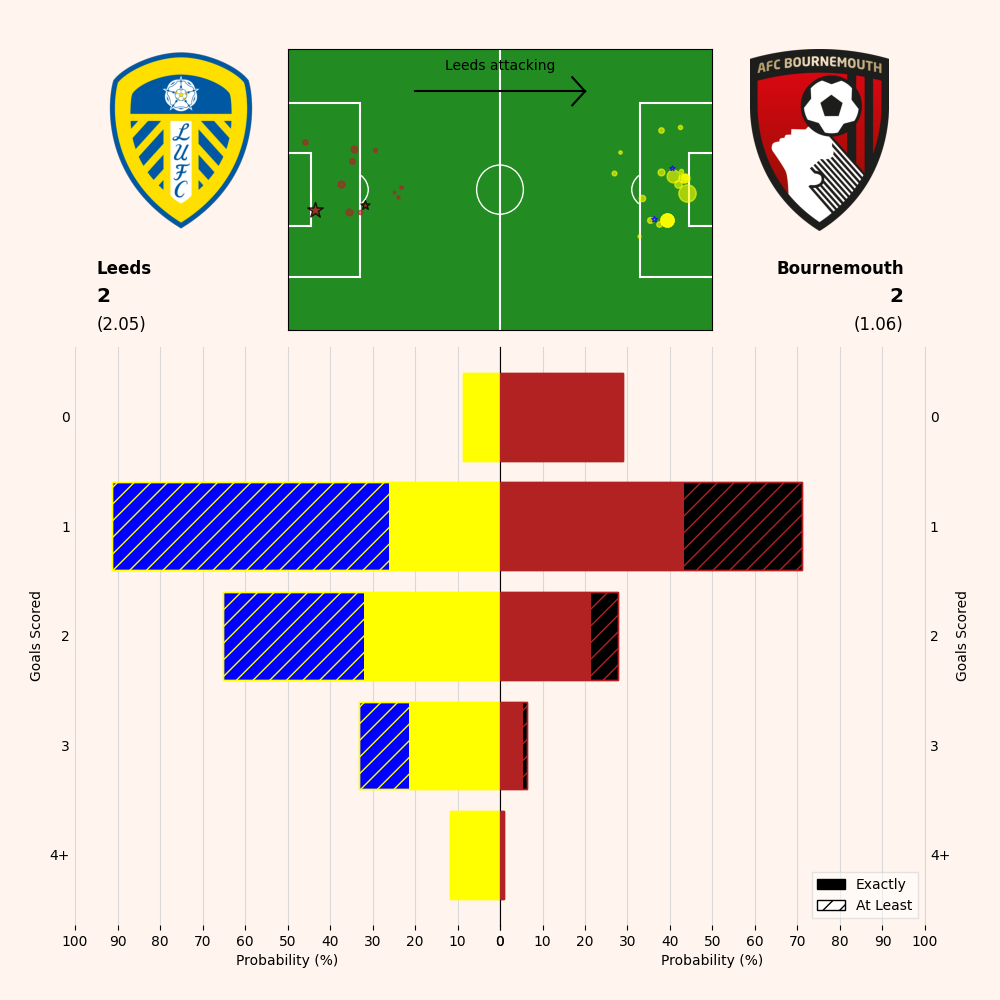 Leeds attacking
AFC BOURNEMOUTH
LUFC
Leeds
2
(2.05)
Bournemouth
2
(1.06)
Goals Scored
0
1
2
3
4+
0
1
2
3
4+
Goals Scored
Exactly
At Least
100 90 80 70 60 50 40 30 20 10 0
0 10 20 30 40 50 60 70 80 90 100
Probability (%)
Probability (%)